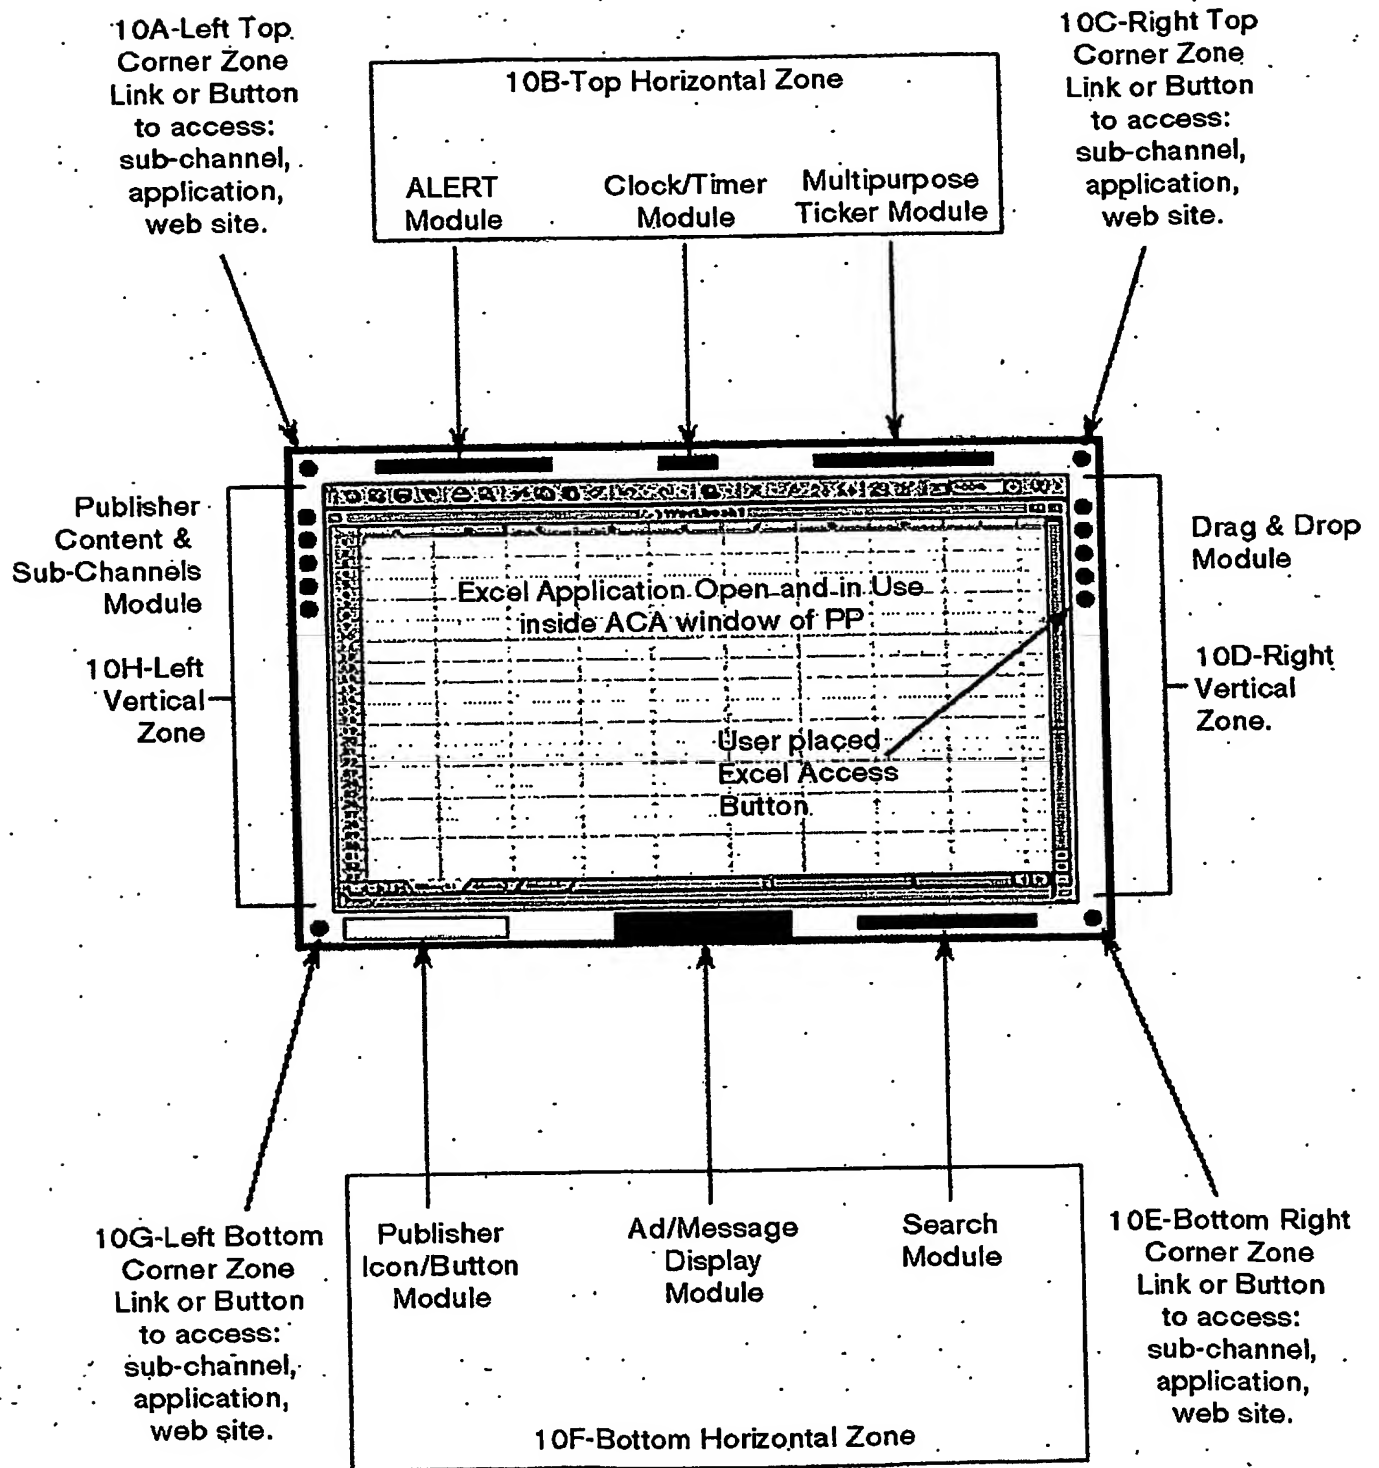 10A-Left Top
Corner Zone
Link or Button
to access:
sub-channel,
application,
web site.
10B-Top Horizontal Zone
ALERT
Module
Clock/Timer
Module
Multipurpose
Ticker Module
10C-Right Top
Corner Zone
Link or Button
to access:
sub-channel,
application,
web site.
Publisher
Content &
Sub-Channels
Module
10H-Left
Vertical
Zone
Workbook1
Excel Application Open and in Use
inside ACA window of PP
User placed
Excel Access
Button
Drag & Drop
Module
10D-Right
Vertical
Zone.
10G-Left Bottom
Corner Zone
Link or Button
to access:
sub-channel,
application,
web site.
Publisher
Icon/Button
Module
Ad/Message
Display
Module
Search
Module
10F-Bottom Horizontal Zone
10E-Bottom Right
Corner Zone
Link or Button
to access:
sub-channel,
application,
web site.